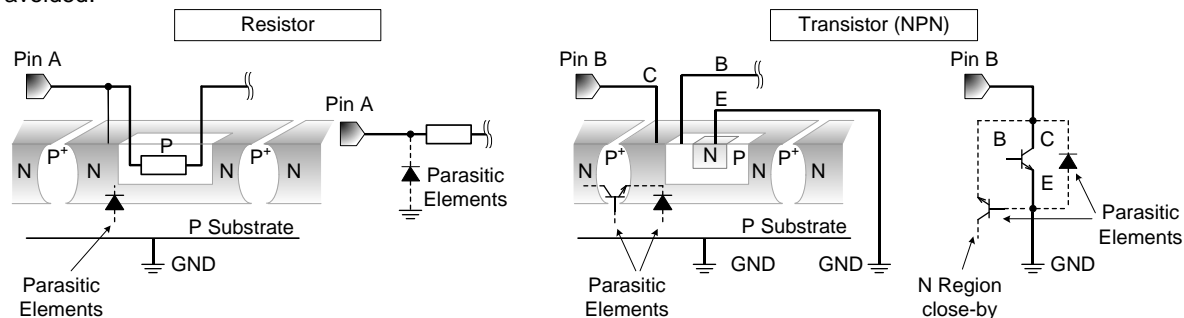 Resistor
Transistor (NPN)
Pin A
Pin A
N
P+
N
P
N
P+
N
Parasitic
Elements
P Substrate
GND
Parasitic
Elements
Pin B
C
B
E
N
P+
N
N
P
N
P+
N
P Substrate
GND
GND
Parasitic
Elements
Pin B
B
C
E
Parasitic
Elements
GND
N Region
close-by